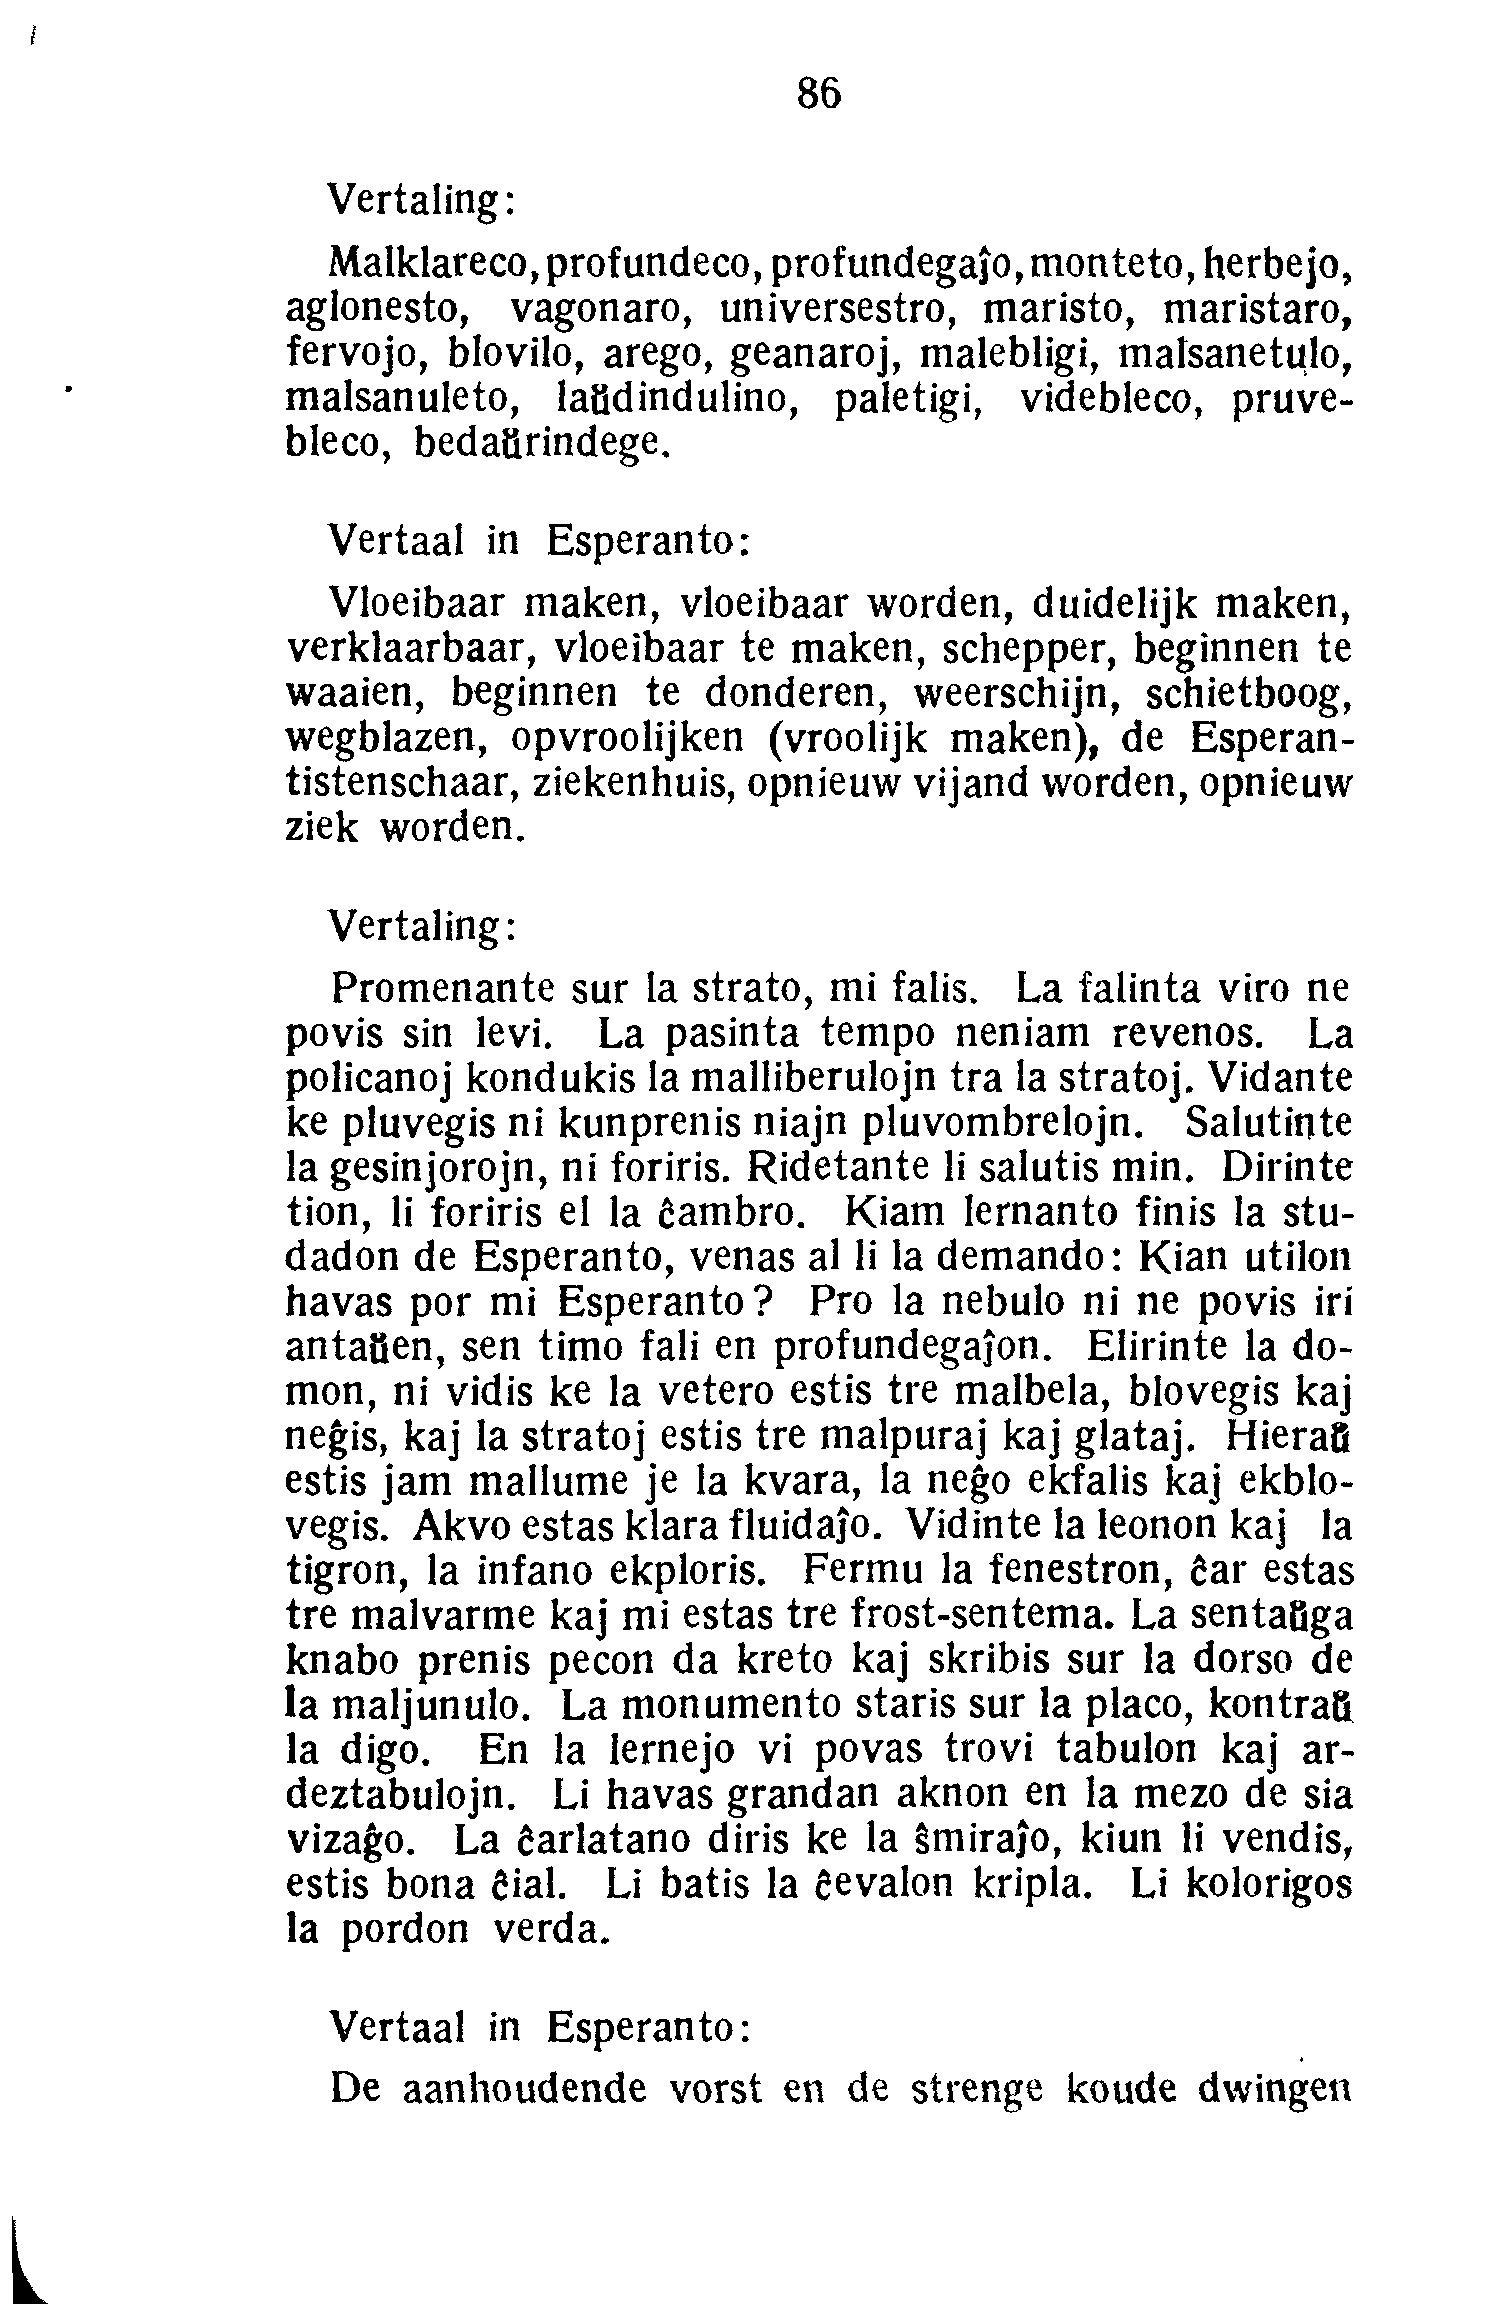 86
Vertaling:
Malklareco, profundeco, profundegaĵo, monteto, herbejo,
aglonesto, vagonaro, universestro, maristo, maristaro,
fervojo, blovilo, arego, geanaroj, malebligi, malsanetulo,
malsanuleto, laŭdindulino, paletigi, videbleco, pruve-
bleco, bedaŭrindege.
Vertaal in Esperanto:
Vloeibaar maken, vloeibaar worden, duidelijk maken,
verklaarbaar, vloeibaar te maken, schepper, beginnen te
waaien, beginnen te donderen, weerschijn, schietboog,
wegblazen, opvroolijken (vroolijk maken), de Esperan-
tistenschaar, ziekenhuis, opnieuw vijand worden, opnieuw
ziek worden.
Vertaling:
Promenante sur la strato, mi falis. La falinta viro ne
povis sin levi. La pasinta tempo neniam revenos. La
policanoj kondukis la malliberulojn tra la stratoj. Vidante
ke pluvegis ni kunprenis niajn pluvombrelojn. Salutinte
la gesinjorojn, ni foriris. Ridetante li salutis min. Dirinte
tion, li foriris el la ĉambro. Kiam lernanto finis la stu-
dadon de Esperanto, venas al li la demando: Kian utilon
havas por mi Esperanto? Pro la nebulo ni ne povis iri
antaŭen, sen timo fali en profundegaĵon. Elirinte la do-
mon, ni vidis ke la vetero estis tre malbela, blovegis kaj
neĝis, kaj la stratoj estis tre malpuraj kaj glataj. Hieraŭ
estis jam mallume je la kvara, la neĝo ekfalis kaj ekblo-
vegis. Akvo estas klara fluidaĵo. Vidinte la leonon kaj la
tigron, la infano ekploris. Fermu la fenestron, ĉar estas
tre malvarme kaj mi estas tre frost-sentema. La sentaŭga
knabo prenis pecon da kreto kaj skribis sur la dorso de
la maljunulo. La monumento staris sur la placo, kontraŭ
la digo. En la lernejo vi povas trovi tabulon kaj ar-
deztabulojn. Li havas grandan aknon en la mezo de sia
vizaĝo. La ĉarlatano diris ke la ŝmiraĵo, kiun li vendis,
estis bona ĉial. Li batis la ĉevalon kripla. Li kolorigos
la pordon verda.
Vertaal in Esperanto:
De aanhoudende vorst en de strenge koude dwingen